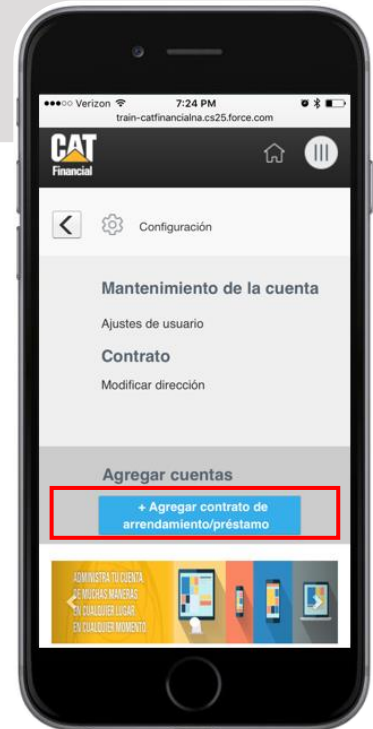 ●●●○○ Verizon 7:24 PM
train-catfinancialna.cs25.force.com
CAT
Financial
Configuración
Mantenimiento de la cuenta
Ajustes de usuario
Contrato
Modificar dirección
Agregar cuentas
+ Agregar contrato de
arrendamiento/préstamo
ADMINISTRA TU CUENTA
DE MUCHAS MANERAS
EN CUALQUIER LUGAR,
EN CUALQUIER MOMENTO.